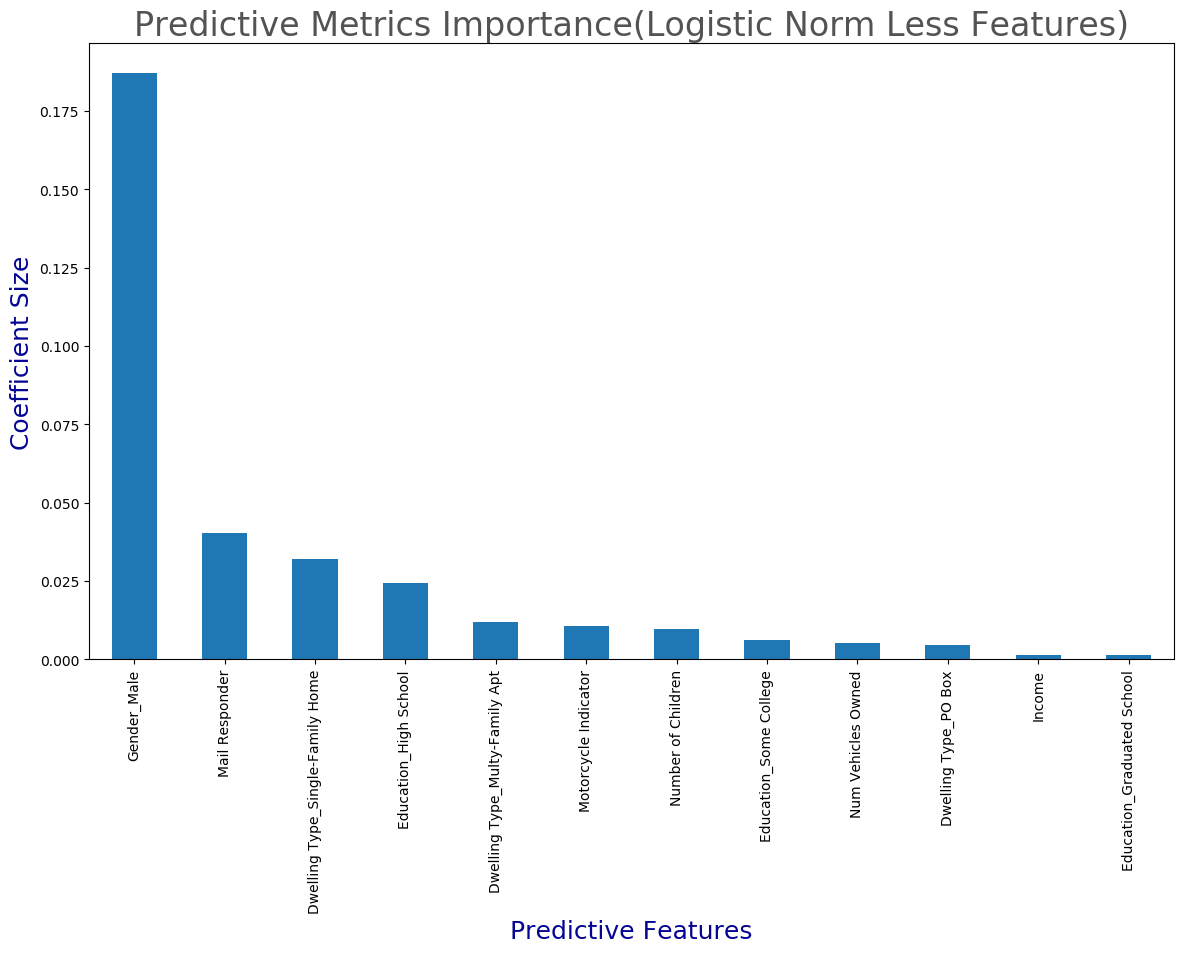 Predictive Metrics Importance(Logistic Norm Less Features)
Coefficient Size
0.175
0.150
0.125
0.100
0.075
0.050
0.025
0.000
Gender_Male
Mail Responder
Dwelling Type_Single-Family Home
Education_High School
Dwelling Type_Multy-Family Apt
Motorcycle Indicator
Number of Children
Education_Some College
Num Vehicles Owned
Dwelling Type_PO Box
Income
Education_Graduated School
Predictive Features